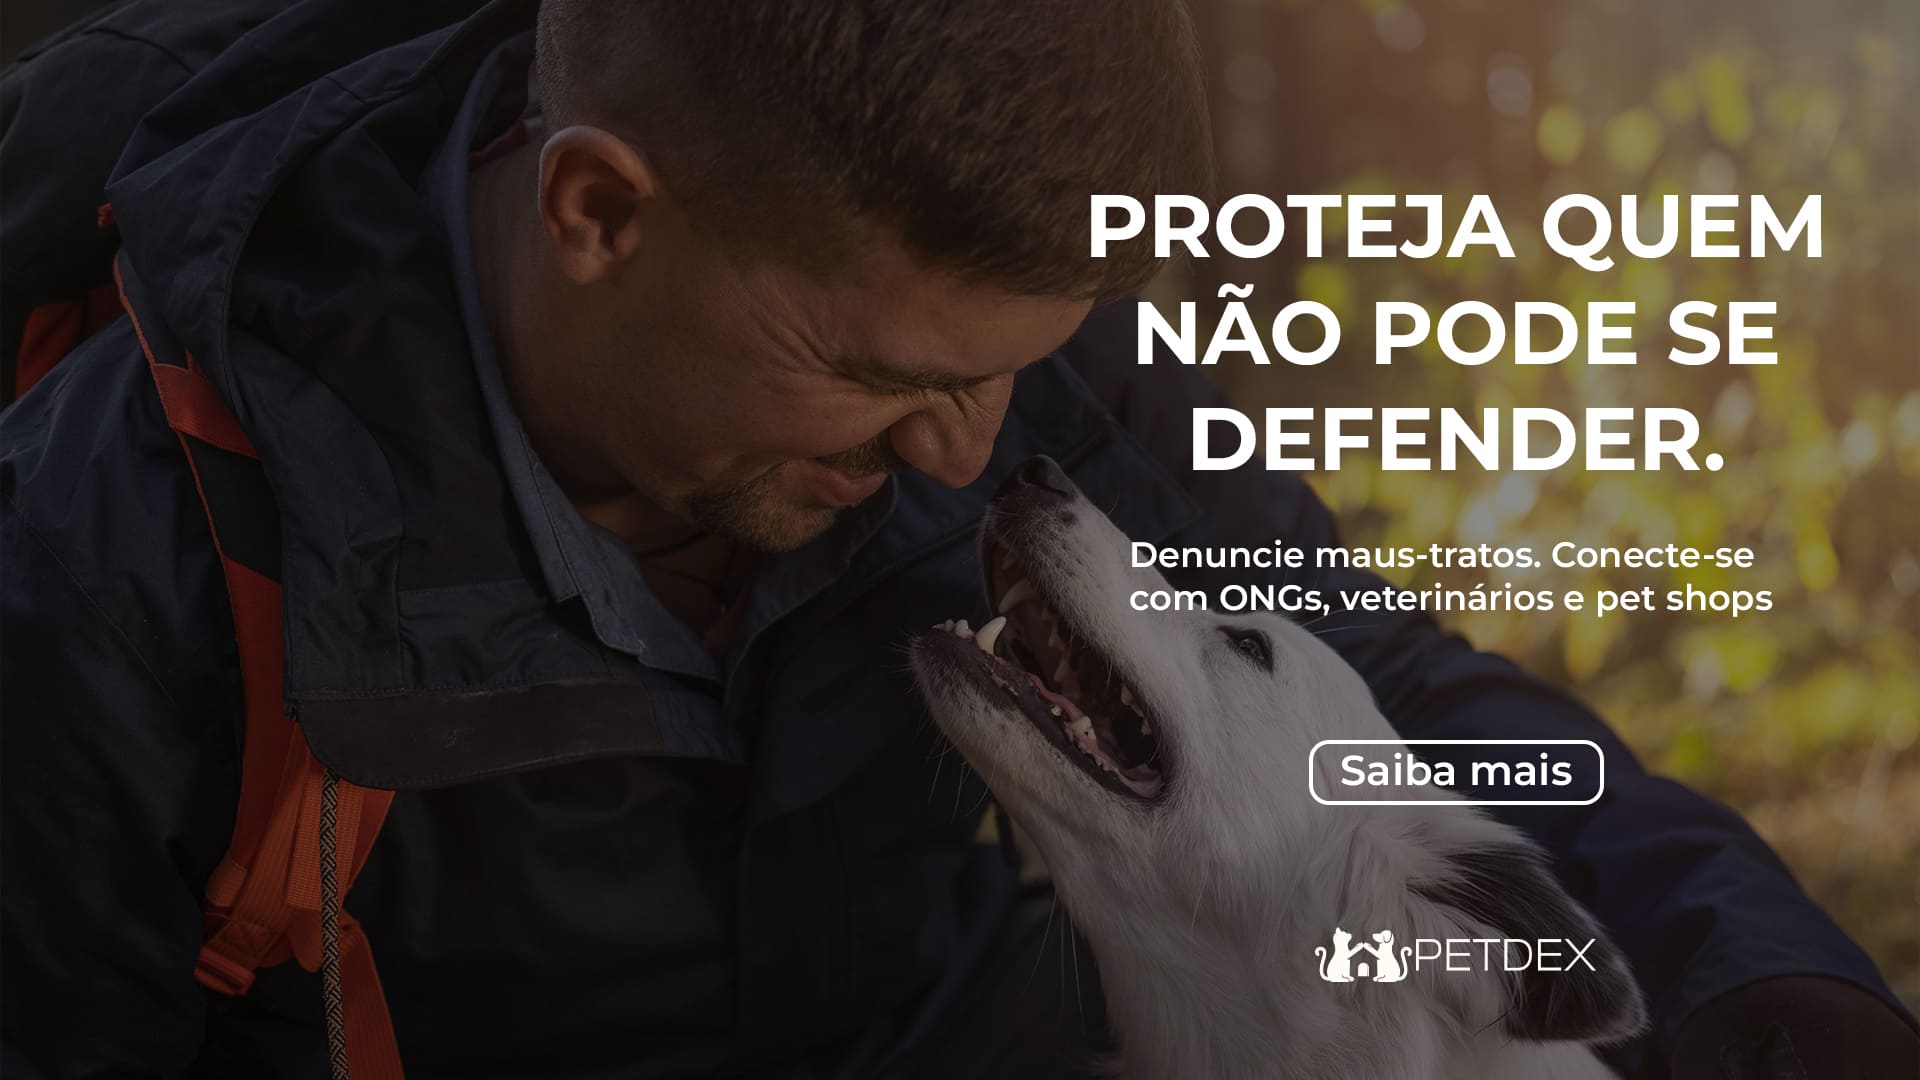 PROTEJA QUEM
NÃO PODE SE
DEFENDER.
Denuncie maus-tratos. Conecte-se
com ONGs, veterinários e pet shops
Saiba mais
PETDEX